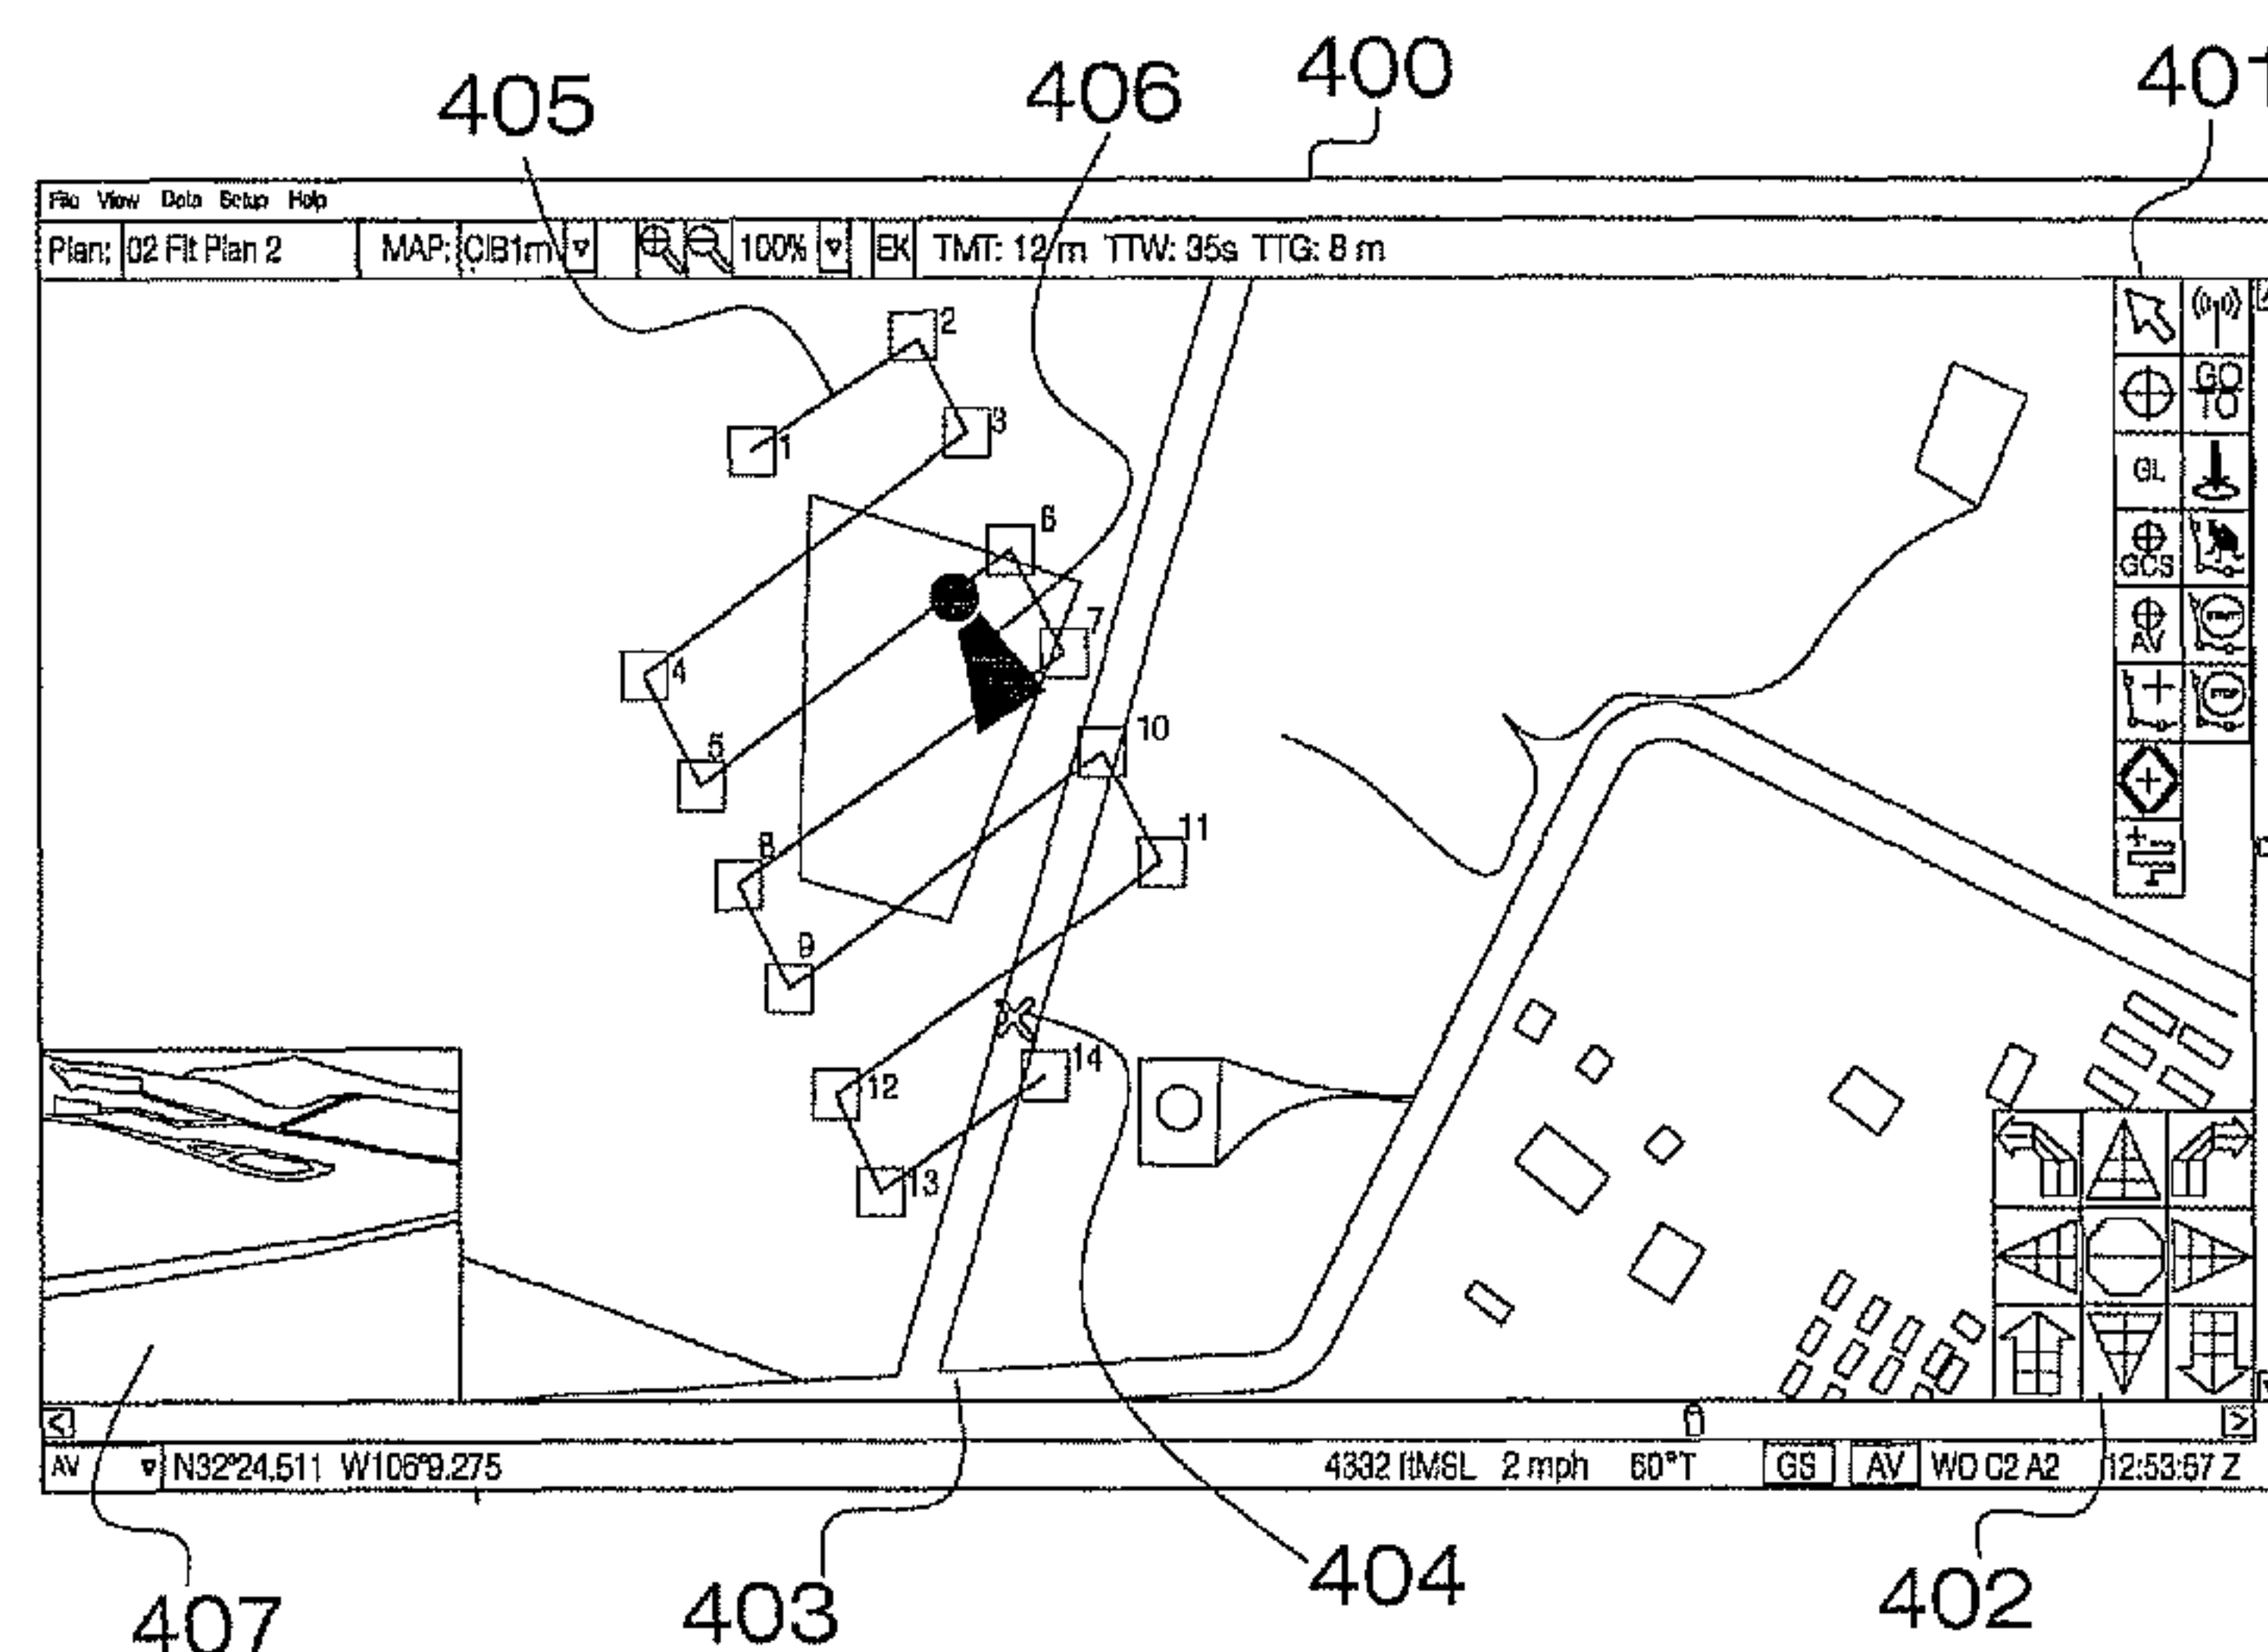 405
406
400
401
File View Data Setup Help
Plan: 02 Flt Plan 2 MAP: CIB1m 100% EK TMT: 12 m TTW: 35s TTG: 8 m
2
1
3
GO TO
GL
6
GCS
7
AV
4
STOP
10
5
11
8
9
14
12
13
AV N32°24.511 W106°9.275 4332 ftMSL 2 mph 60°T GS AV WO C2 A2 12:53:57 Z
407
403
404
402